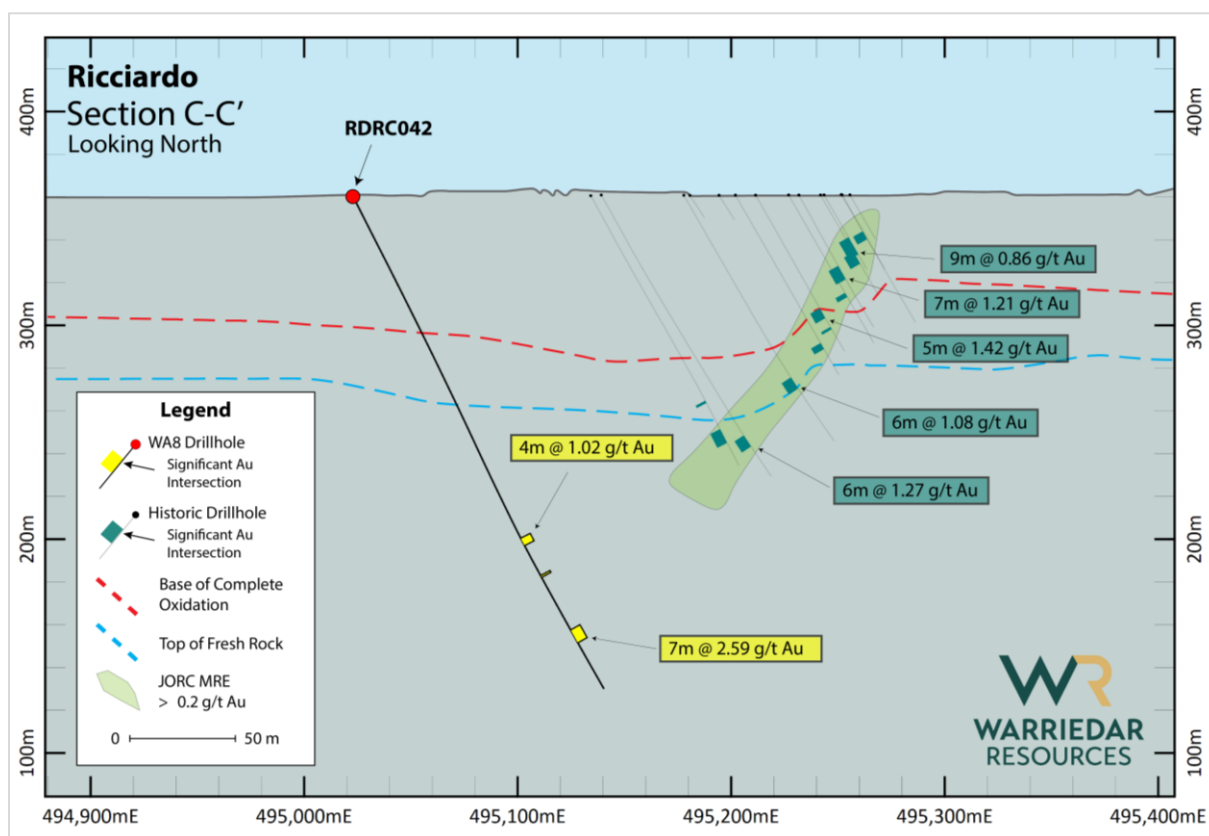 Ricciardo
Section C-C'
Looking North
RDRC042
400m
300m
200m
100m
400m
300m
200m
100m
9m @ 0.86 g/t Au
7m @ 1.21 g/t Au
5m @ 1.42 g/t Au
6m @ 1.08 g/t Au
6m @ 1.27 g/t Au
4m @ 1.02 g/t Au
7m @ 2.59 g/t Au
Legend
WA8 Drillhole
Significant Au
Intersection
Historic Drillhole
Significant Au
Intersection
Base of Complete
Oxidation
Top of Fresh Rock
JORC MRE
> 0.2 g/t Au
0 50 m
WR
WARRIEDAR
RESOURCES
494,900mE 495,000mE 495,100mE 495,200mE 495,300mE 495,400mE